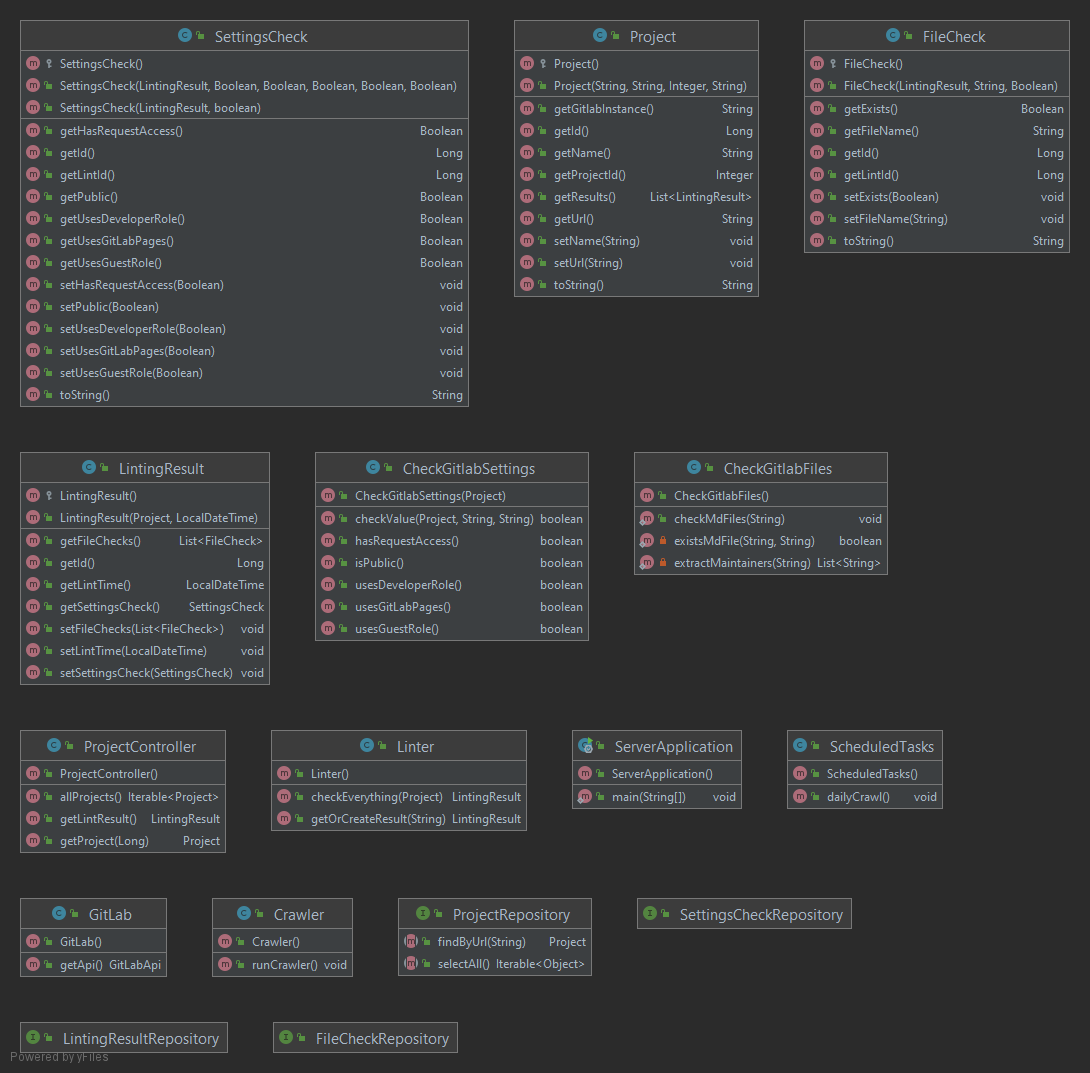 SettingsCheck
SettingsCheck()
SettingsCheck(LintingResult, Boolean, Boolean, Boolean, Boolean, Boolean)
SettingsCheck(LintingResult, boolean)
getHasRequestAccess() Boolean
getId() Long
getLintId() Long
getPublic() Boolean
getUsesDeveloperRole() Boolean
getUsesGitLabPages() Boolean
getUsesGuestRole() Boolean
setHasRequestAccess(Boolean) void
setPublic(Boolean) void
setUsesDeveloperRole(Boolean) void
setUsesGitLabPages(Boolean) void
setUsesGuestRole(Boolean) void
toString() String
Project
Project()
Project(String, String, Integer, String)
getGitlabInstance() String
getId() Long
getName() String
getProjectId() Integer
getResults() List<LintingResult>
getUrl() String
setName(String) void
setUrl(String) void
toString() String
FileCheck
FileCheck()
FileCheck(LintingResult, String, Boolean)
getExists() Boolean
getFileName() String
getId() Long
getLintId() Long
setExists(Boolean) void
setFileName(String) void
toString() String
LintingResult
LintingResult()
LintingResult(Project, LocalDateTime)
getFileChecks() List<FileCheck>
getId() Long
getLintTime() LocalDateTime
getSettingsCheck() SettingsCheck
setFileChecks(List<FileCheck>) void
setLintTime(LocalDateTime) void
setSettingsCheck(SettingsCheck) void
CheckGitlabSettings
CheckGitlabSettings(Project)
checkValue(Project, String, String) boolean
hasRequestAccess() boolean
isPublic() boolean
usesDeveloperRole() boolean
usesGitLabPages() boolean
usesGuestRole() boolean
CheckGitlabFiles
CheckGitlabFiles()
checkMdFiles(String) void
existsMdFile(String, String) boolean
extractMaintainers(String) List<String>
ProjectController
ProjectController()
allProjects() Iterable<Project>
getLintResult() LintingResult
getProject(Long) Project
Linter
Linter()
checkEverything(Project) LintingResult
getOrCreateResult(String) LintingResult
ServerApplication
ServerApplication()
main(String[]) void
ScheduledTasks
ScheduledTasks()
dailyCrawl() void
GitLab
GitLab()
getApi() GitLabApi
Crawler
Crawler()
runCrawler() void
ProjectRepository
findByUrl(String) Project
selectAll() Iterable<Object>
SettingsCheckRepository
LintingResultRepository
FileCheckRepository
Powered by yFiles